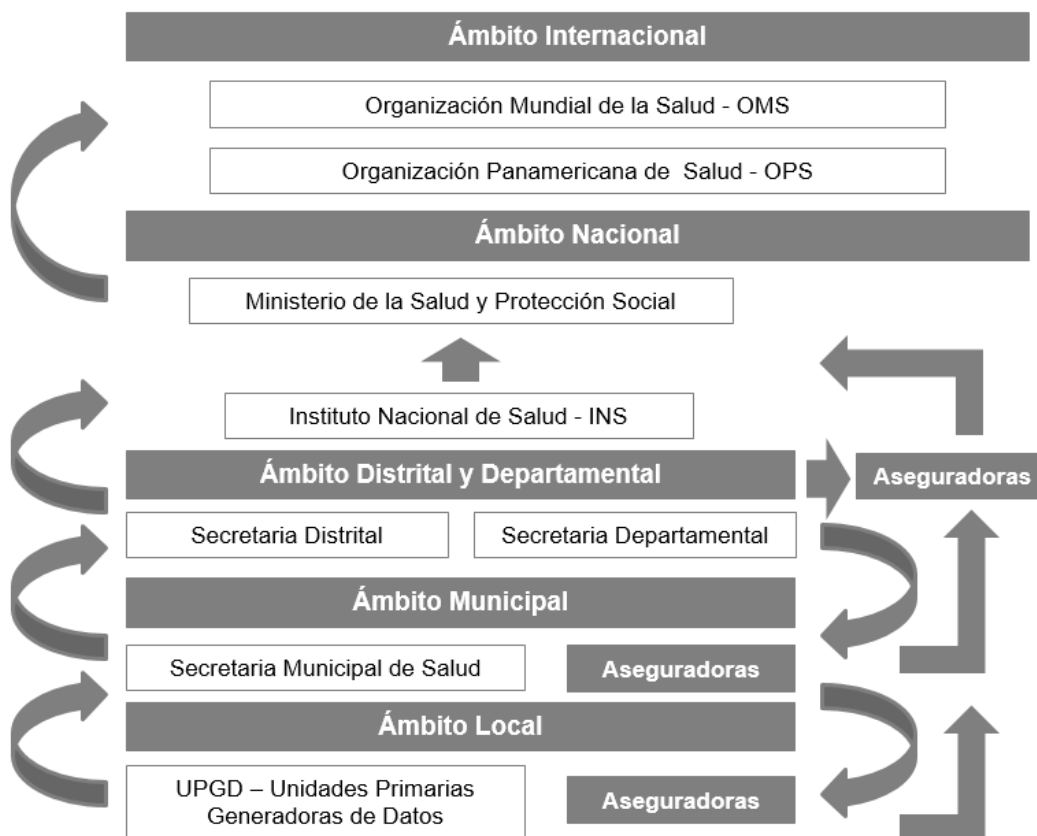 Ámbito Internacional
Organización Mundial de la Salud - OMS
Organización Panamericana de Salud - OPS
Ámbito Nacional
Ministerio de la Salud y Protección Social
Instituto Nacional de Salud - INS
Ámbito Distrital y Departamental
Aseguradoras
Secretaria Distrital
Secretaria Departamental
Ámbito Municipal
Secretaria Municipal de Salud
Aseguradoras
Ámbito Local
UPGD – Unidades Primarias
Generadoras de Datos
Aseguradoras